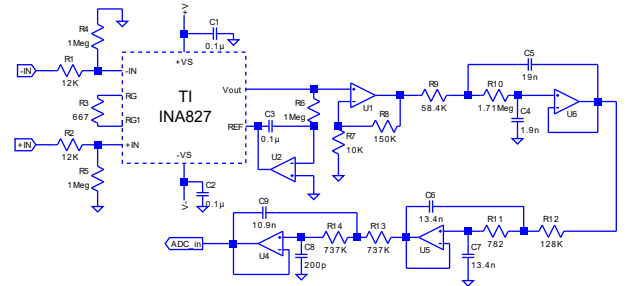 +V
R4
1Meg
C1
0.1µ
+VS
-IN
R1
12K
-IN
TI
INA827
Vout
RG
R3
667
RG1
REF
C3
0.1µ
R6
1Meg
R2
12K
+IN
+IN
R5
1Meg
-VS
V-
C2
0.1µ
U2
U1
R7
10K
R8
150K
R9
58.4K
C5
19n
R10
1.71Meg
C4
1.9n
U6
C9
10.9n
ADC_in
U4
C8
200p
R14
737K
R13
737K
C6
13.4n
U5
C7
13.4n
R11
782
R12
128K